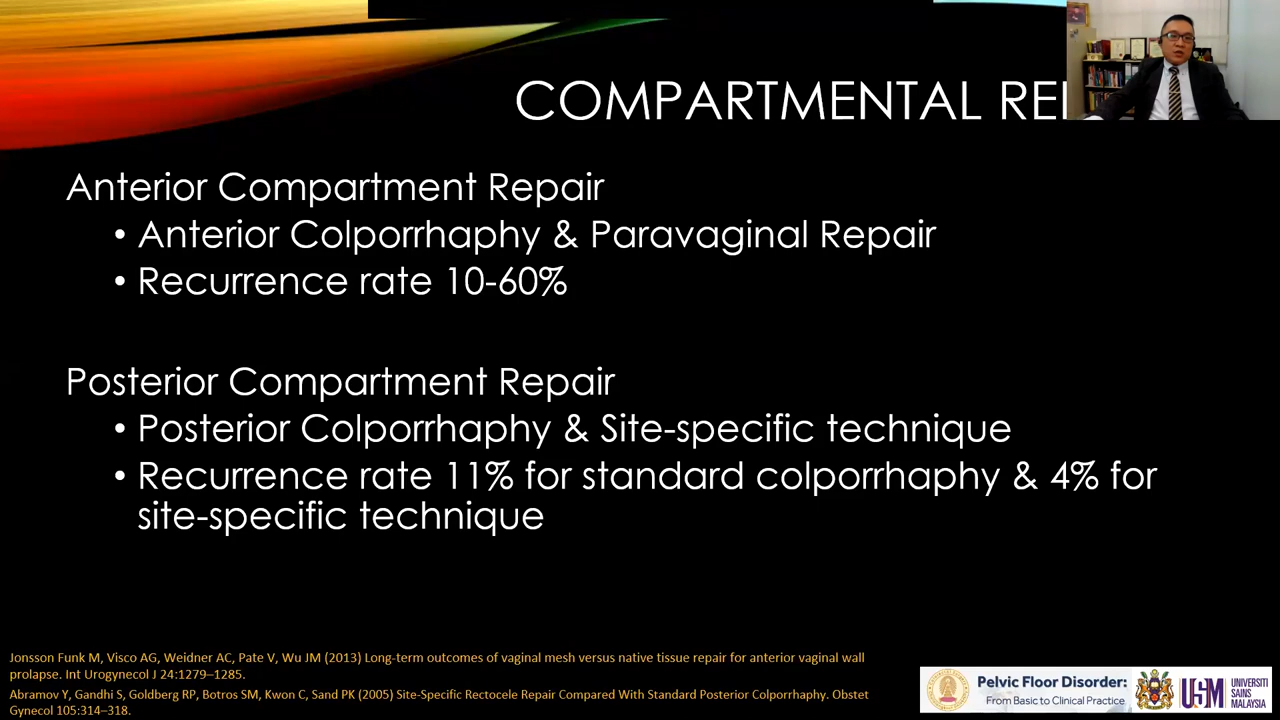 COMPARTMENTAL
Anterior Compartment Repair
• Anterior Colporrhaphy & Paravaginal Repair
• Recurrence rate 10-60%
Posterior Compartment Repair
• Posterior Colporrhaphy & Site-specific technique
• Recurrence rate 11% for standard colporrhaphy & 4% for
site-specific technique
Jonsson Funk M, Visco AG, Weidner AC, Pate V, Wu JM (2013) Long-term outcomes of vaginal mesh versus native tissue repair for anterior vaginal wall
prolapse. Int Urogynecol J 24:1279–1285.
Abramov Y, Gandhi S, Goldberg RP, Botros SM, Kwon C, Sand PK (2005) Site-Specific Rectocele Repair Compared With Standard Posterior Colporrhaphy. Obstet
Gynecol 105:314–318.
Pelvic Floor Disorder:
From Basic to Clinical Practice
USM
UNIVERSITI
SAINS
MALAYSIA